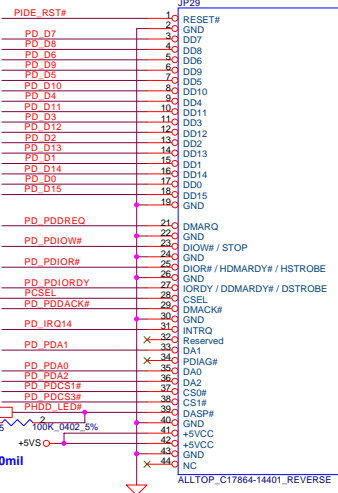 JP29
PIDE_RST# 1 RESET#
2 GND
PD_D7 3 DD7
PD_D8 4 DD8
PD_D6 5 DD6
PD_D9 6 DD9
PD_D5 7 DD5
PD_D10 8 DD10
PD_D4 9 DD4
PD_D11 10 DD11
PD_D3 11 DD3
PD_D12 12 DD12
PD_D2 13 DD2
PD_D13 14 DD13
PD_D1 15 DD1
PD_D14 16 DD14
PD_D0 17 DD0
PD_D15 18 DD15
19 GND
PD_PDDREQ 21 DMARQ
22 GND
PD_PDIOW# 23 DIOW# / STOP
24 GND
PD_PDIOR# 25 DIOR# / HDMARDY# / HSTROBE
26 GND
PD_PDIORDY 27 IORDY / DDMARDY# / DSTROBE
PCSEL 28 CSEL
PD_PDDACK# 29 DMACK#
30 GND
PD_IRQ14 31 INTRQ
32 Reserved
PD_PDA1 33 DA1
34 PDIAG#
PD_PDA0 35 DA0
PD_PDA2 36 DA2
PD_PDCS1# 37 CS0#
PD_PDCS3# 38 CS1#
PHDD_LED# 39 DASP#
2 40 GND
100K_0402_5% 41 +5VCC
+5VS 42 +5VCC
43 GND
0mil 44 NC
ALLTOP_C17864-14401_REVERSE